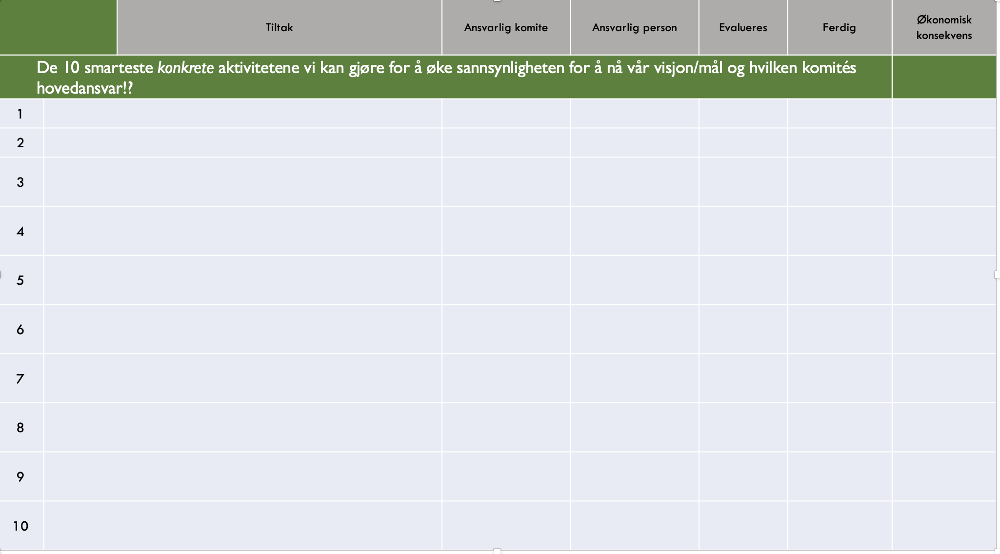 Tiltak
Ansvarlig komite
Ansvarlig person
Evalueres
Ferdig
Økonomisk
konsekvens
De 10 smarteste konkrete aktivitetene vi kan gjøre for å øke sannsynligheten for å nå vår visjon/mål og hvilken komités
hovedansvar!?
1
2
3
4
5
6
7
8
9
10